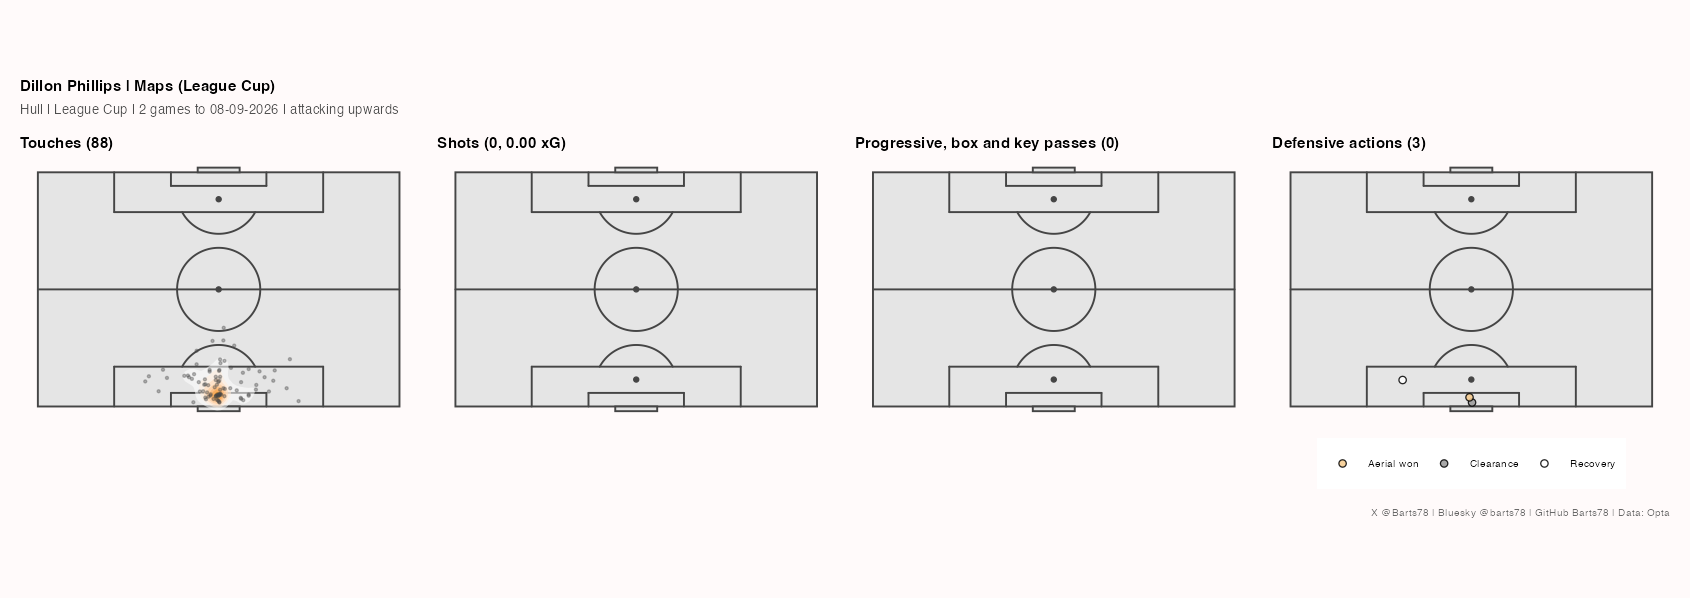 Dillon Phillips | Maps (League Cup)
Hull | League Cup | 2 games to 08-09-2026 | attacking upwards
Touches (88)
Shots (0, 0.00 xG)
Progressive, box and key passes (0)
Defensive actions (3)
Aerial won
Clearance
Recovery
X @Barts78 | Bluesky @barts78 | GitHub Barts78 | Data: Opta